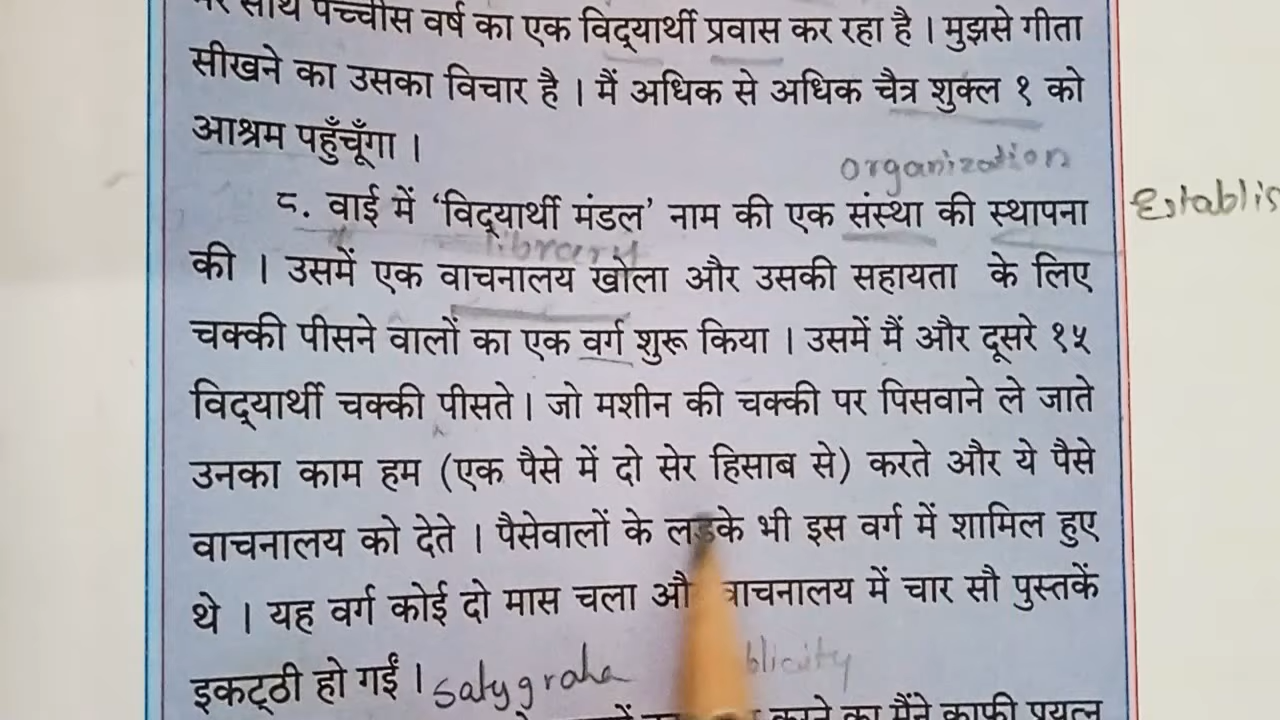 साथ पच्चीस वर्ष का एक विद्यार्थी प्रवास कर रहा है । मुझसे गीता
सीखने का उसका विचार है । मैं अधिक से अधिक चैत्र शुक्ल १ को
आश्रम पहुँचूँगा ।
organization
८. वाई में ‘विद्यार्थी मंडल’ नाम की एक संस्था की स्थापना
Establis
library
की । उसमें एक वाचनालय खोला और उसकी सहायता के लिए
चक्की पीसने वालों का एक वर्ग शुरू किया । उसमें मैं और दूसरे १५
विद्यार्थी चक्की पीसते । जो मशीन की चक्की पर पिसवाने ले जाते
उनका काम हम (एक पैसे में दो सेर हिसाब से) करते और ये पैसे
वाचनालय को देते । पैसेवालों के लड़के भी इस वर्ग में शामिल हुए
थे । यह वर्ग कोई दो मास चला और वाचनालय में चार सौ पुस्तकें
इकट्ठी हो गईं ।
satygraha blicity
करने का मैंने काफी प्रयत्न